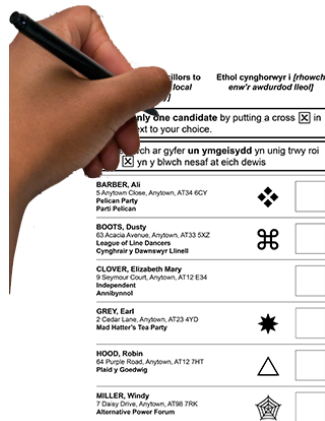 cillors to
local
y]
Ethol cynghorwyr i [rhowch
enw'r awdurdod lleol]
only one candidate by putting a cross ☒ in
ext to your choice.
rch ar gyfer un ymgeisydd yn unig trwy roi
☒ yn y blwch nesaf at eich dewis
BARBER, Ali
5 Anytown Close, Anytown, AT34 6CY
Pelican Party
Parti Pelican
BOOTS, Dusty
63 Acacia Avenue, Anytown, AT33 5XZ
League of Line Dancers
Cynghrair y Dawnswyr Llinell
CLOVER, Elizabeth Mary
9 Seymour Court, Anytown, AT12 E34
Independent
Annibynnol
GREY, Earl
2 Cedar Lane, Anytown, AT23 4YD
Mad Hatter's Tea Party
HOOD, Robin
64 Purple Road, Anytown, AT12 7HT
Plaid y Goedwig
MILLER, Windy
7 Daisy Drive, Anytown, AT98 7RK
Alternative Power Forum